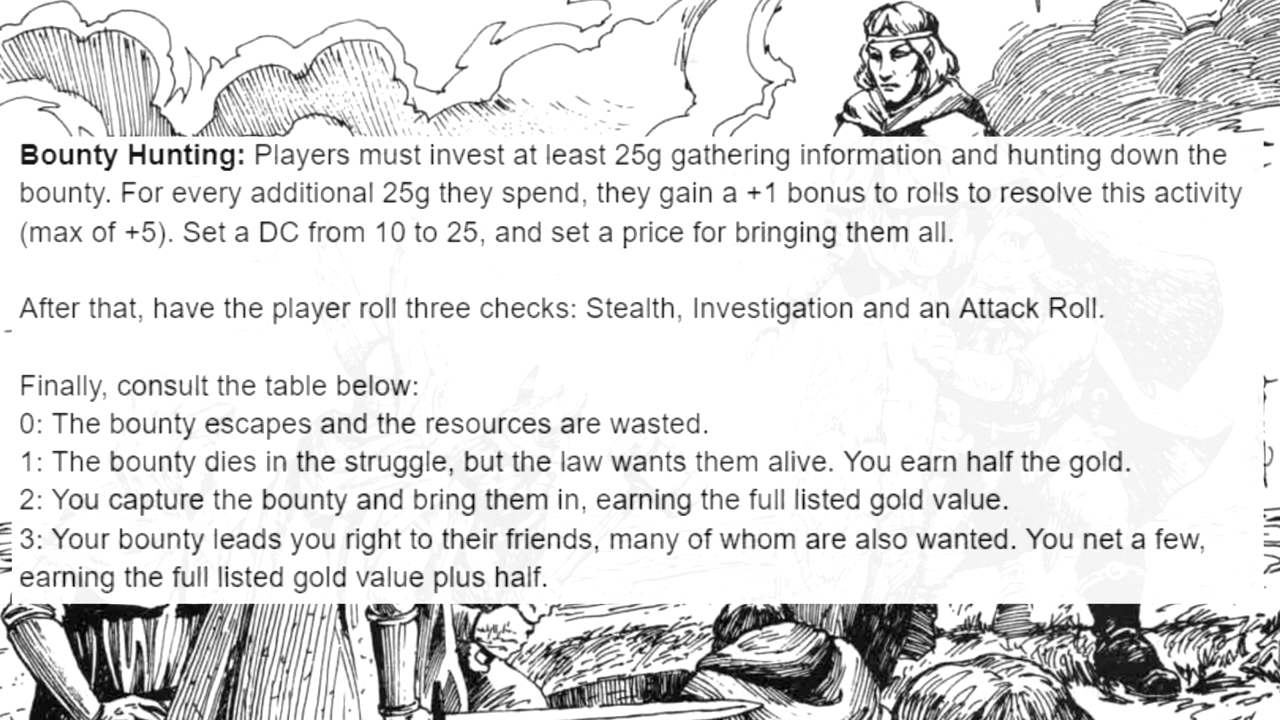 Bounty Hunting: Players must invest at least 25g gathering information and hunting down the
bounty. For every additional 25g they spend, they gain a +1 bonus to rolls to resolve this activity
(max of +5). Set a DC from 10 to 25, and set a price for bringing them all.
After that, have the player roll three checks: Stealth, Investigation and an Attack Roll.
Finally, consult the table below:
0: The bounty escapes and the resources are wasted.
1: The bounty dies in the struggle, but the law wants them alive. You earn half the gold.
2: You capture the bounty and bring them in, earning the full listed gold value.
3: Your bounty leads you right to their friends, many of whom are also wanted. You net a few,
earning the full listed gold value plus half.